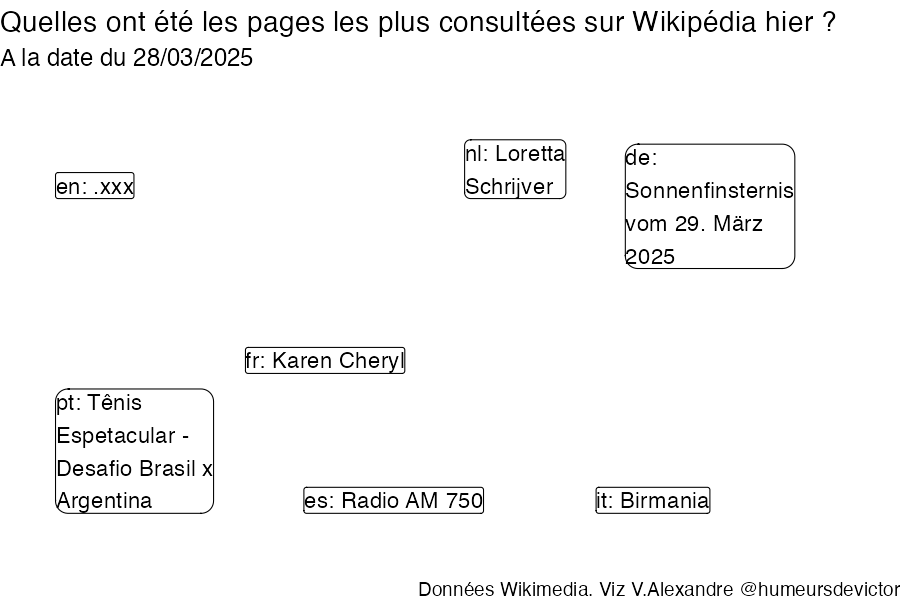 Quelles ont été les pages les plus consultées sur Wikipédia hier ?
A la date du 28/03/2025
en: .xxx
nl: Loretta
Schrijver
de:
Sonnenfinsternis
vom 29. März
2025
fr: Karen Cheryl
pt: Tênis
Espetacular -
Desafio Brasil x
Argentina
es: Radio AM 750
it: Birmania
Données Wikimedia. Viz V.Alexandre @humeursdevictor